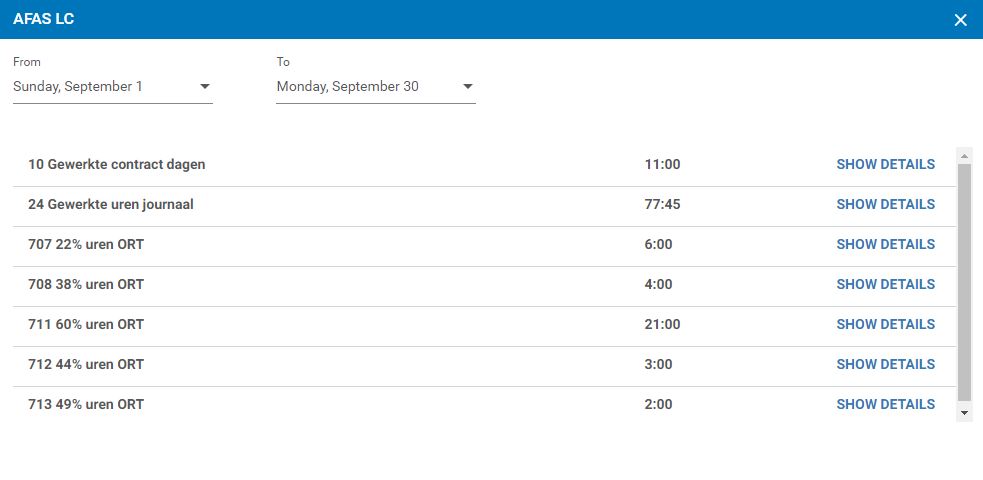 AFAS LC
From To
Sunday, September 1 Monday, September 30
10 Gewerkte contract dagen 11:00 SHOW DETAILS
24 Gewerkte uren journaal 77:45 SHOW DETAILS
707 22% uren ORT 6:00 SHOW DETAILS
708 38% uren ORT 4:00 SHOW DETAILS
711 60% uren ORT 21:00 SHOW DETAILS
712 44% uren ORT 3:00 SHOW DETAILS
713 49% uren ORT 2:00 SHOW DETAILS